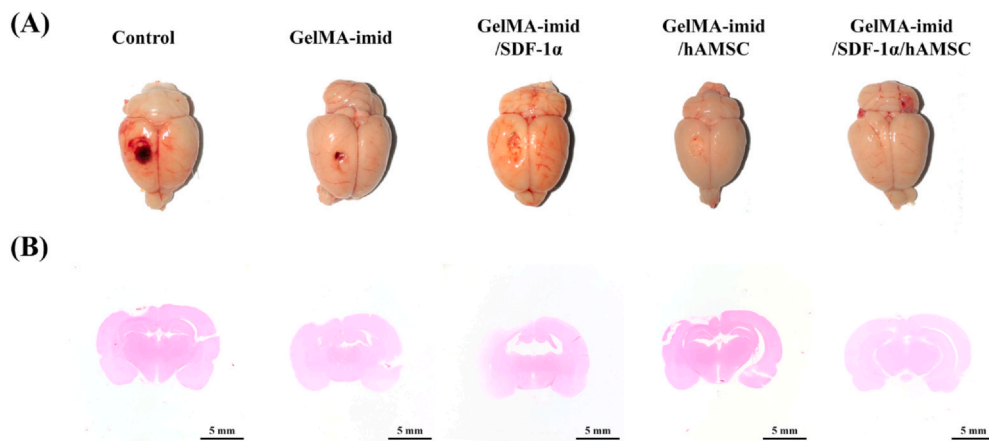 (A)
Control
GelMA-imid
GelMA-imid
/SDF-1α
GelMA-imid
/hAMSC
GelMA-imid
/SDF-1α/hAMSC
(B)
5 mm
5 mm
5 mm
5 mm
5 mm